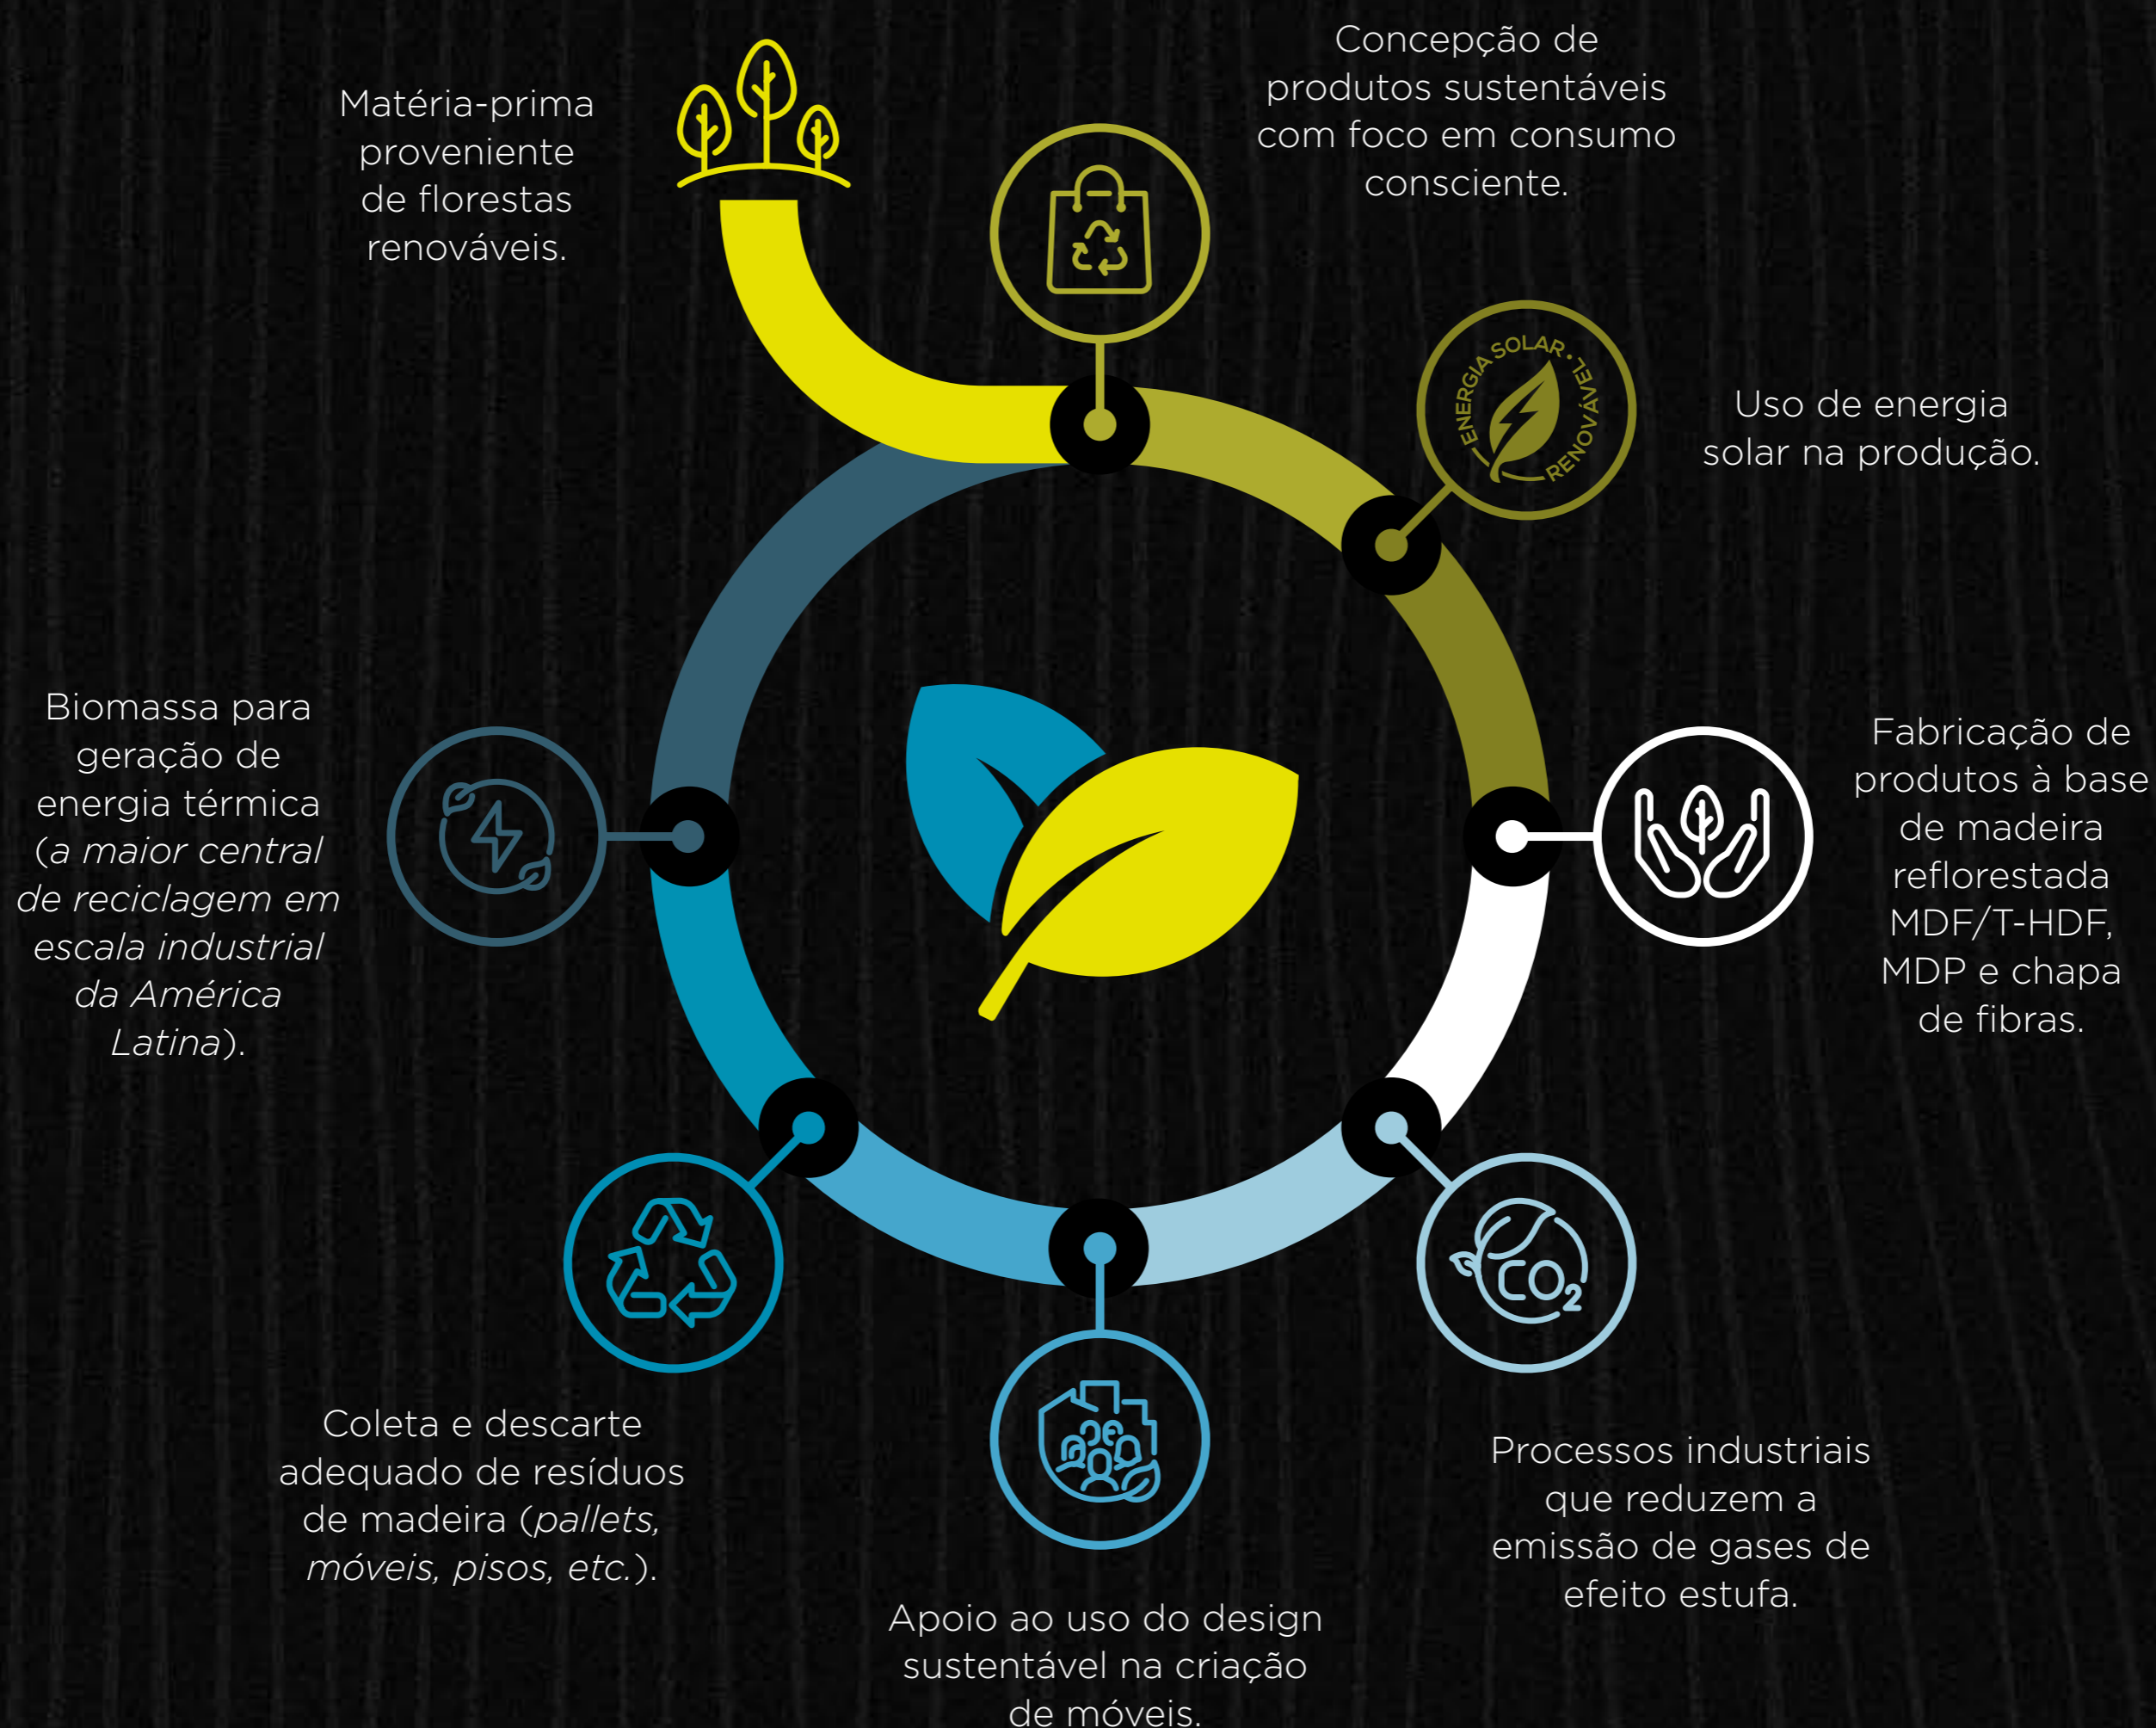 Matéria-prima
proveniente
de florestas
renováveis.
Concepção de
produtos sustentáveis
com foco em consumo
consciente.
ENERGIA SOLAR • RENOVÁVEL
Uso de energia
solar na produção.
Fabricação de
produtos à base
de madeira
reflorestada
MDF/T-HDF,
MDP e chapa
de fibras.
CO2
Processos industriais
que reduzem a
emissão de gases de
efeito estufa.
Apoio ao uso do design
sustentável na criação
de móveis.
Coleta e descarte
adequado de resíduos
de madeira (pallets,
móveis, pisos, etc.).
Biomassa para
geração de
energia térmica
(a maior central
de reciclagem em
escala industrial
da América
Latina).